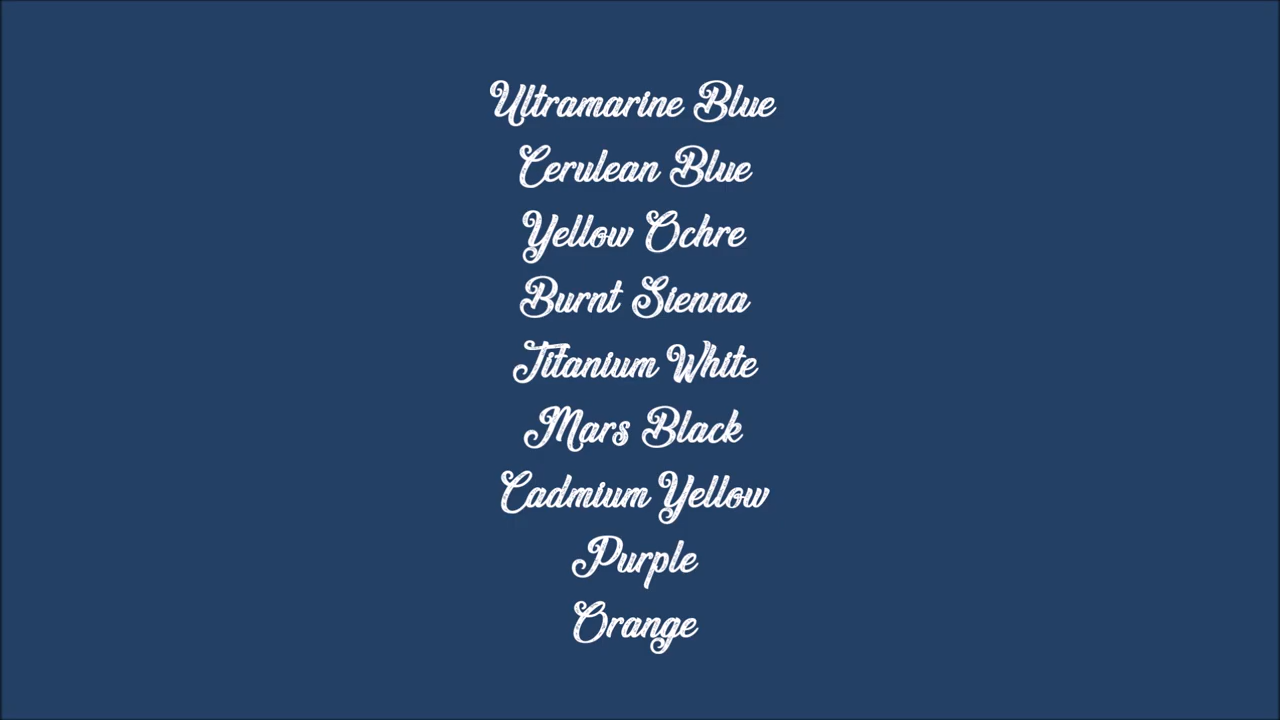 Ultramarine Blue
Cerulean Blue
Yellow Ochre
Burnt Sienna
Titanium White
Mars Black
Cadmium Yellow
Purple
Orange